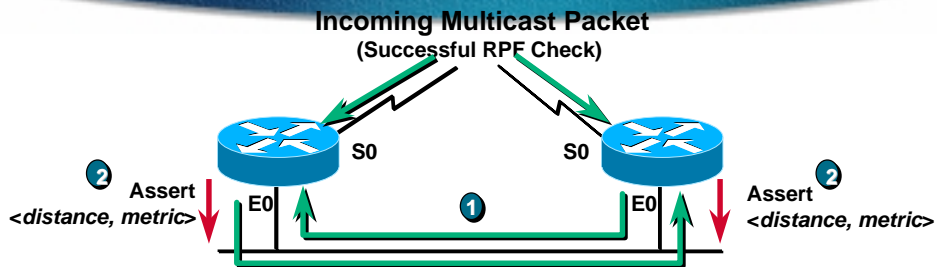 Incoming Multicast Packet
(Successful RPF Check)
S0
S0
2
Assert
<distance, metric>
E0
1
E0
2
Assert
<distance, metric>